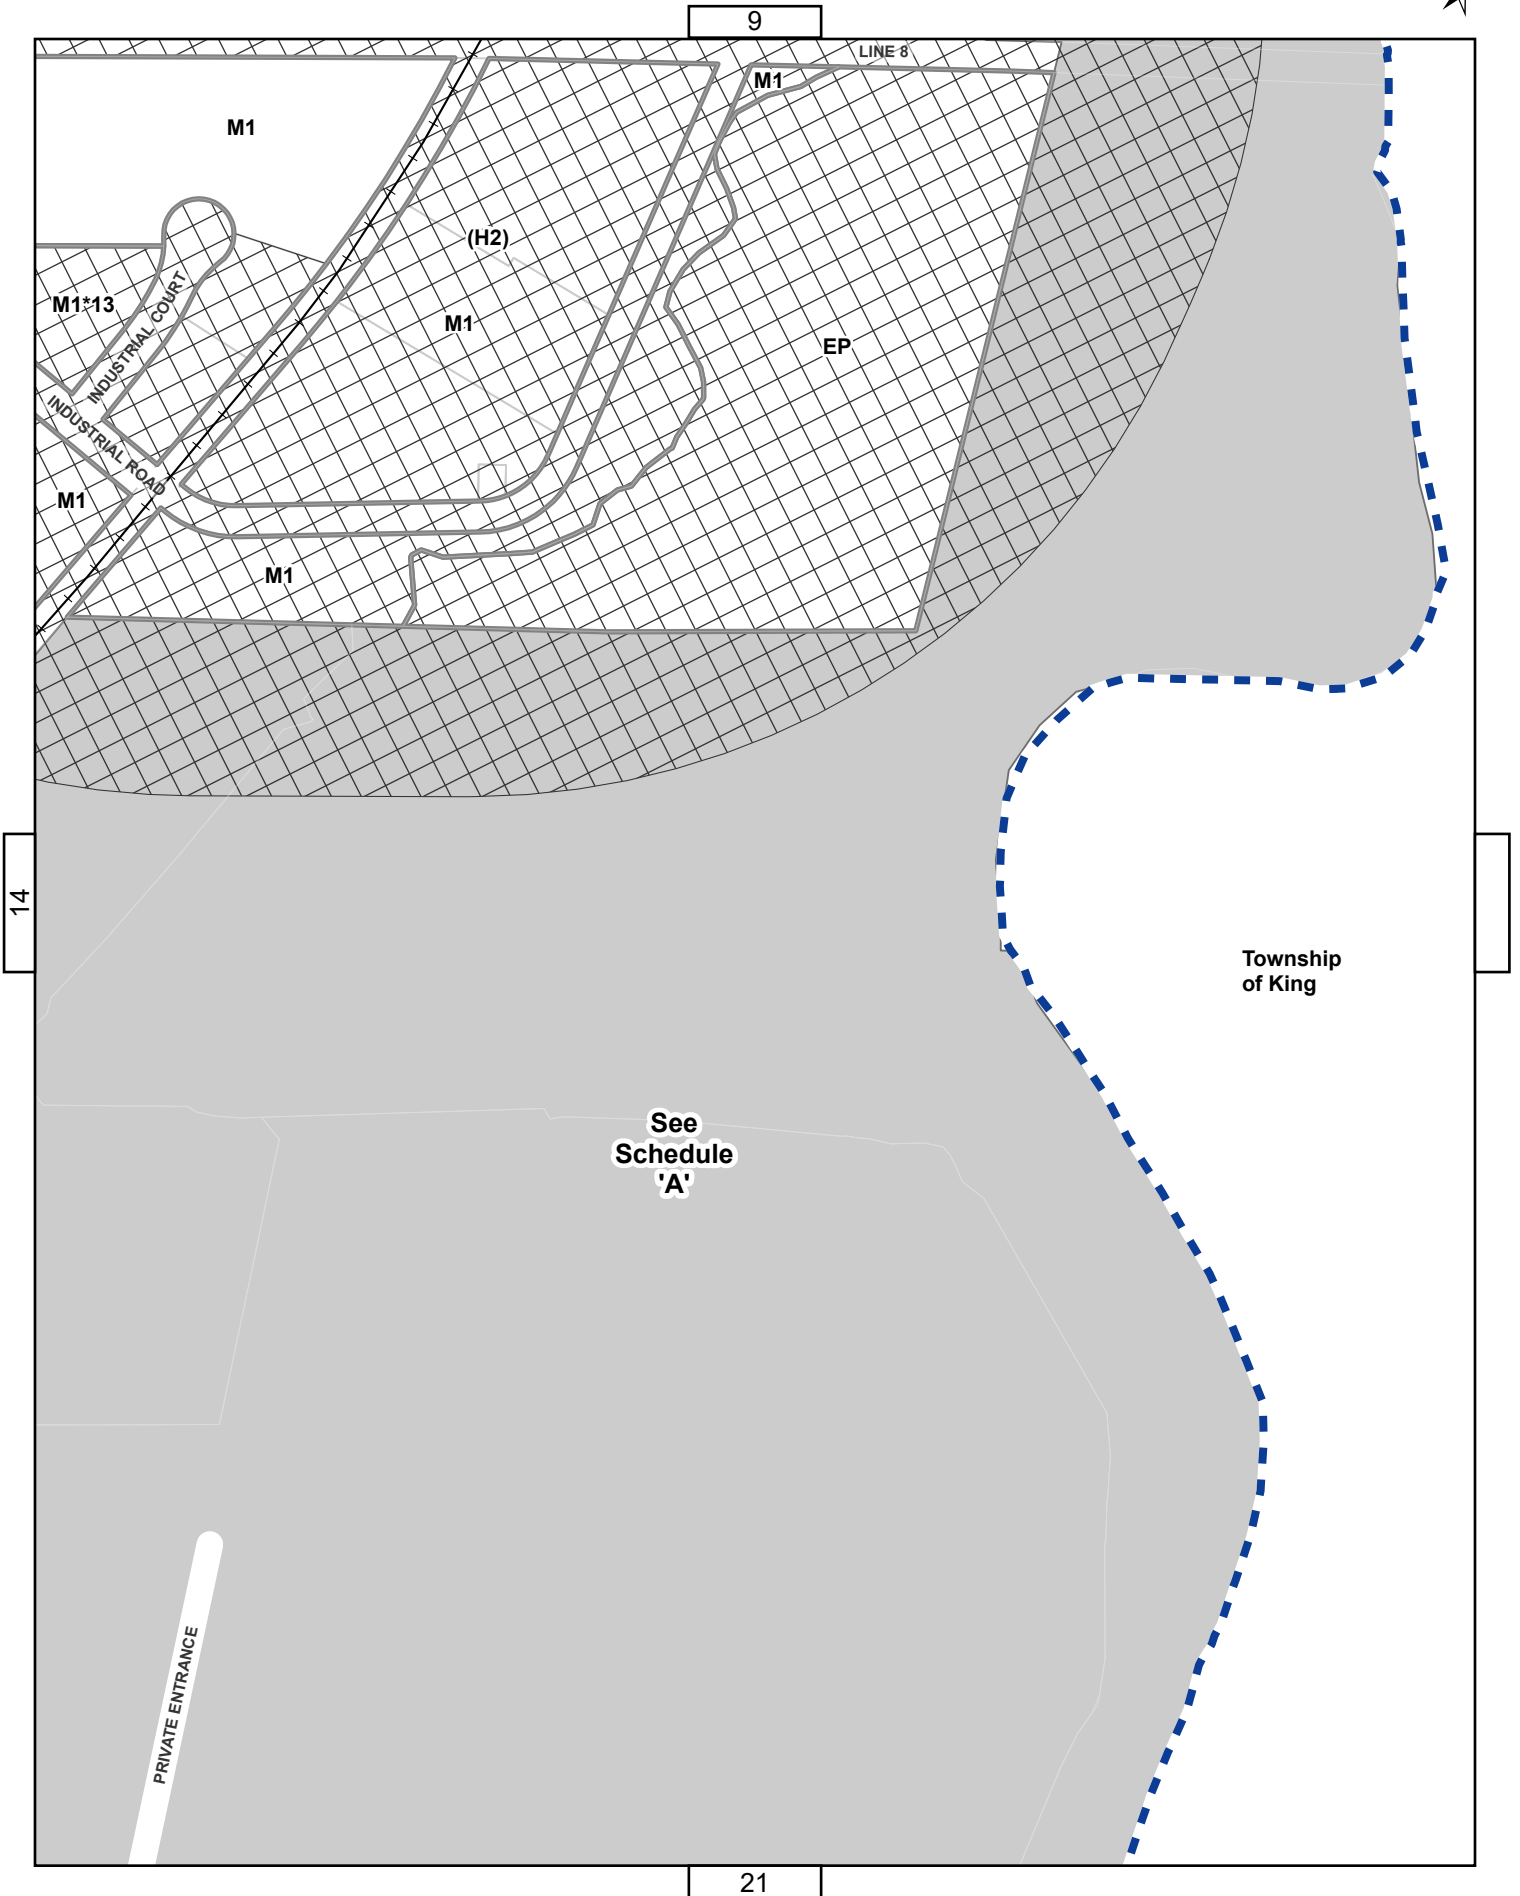 9
LINE 8
M1
M1
(H2)
M1*13
INDUSTRIAL COURT
M1
EP
INDUSTRIAL ROAD
M1
M1
14
Township
of King
See
Schedule
'A'
PRIVATE ENTRANCE
21